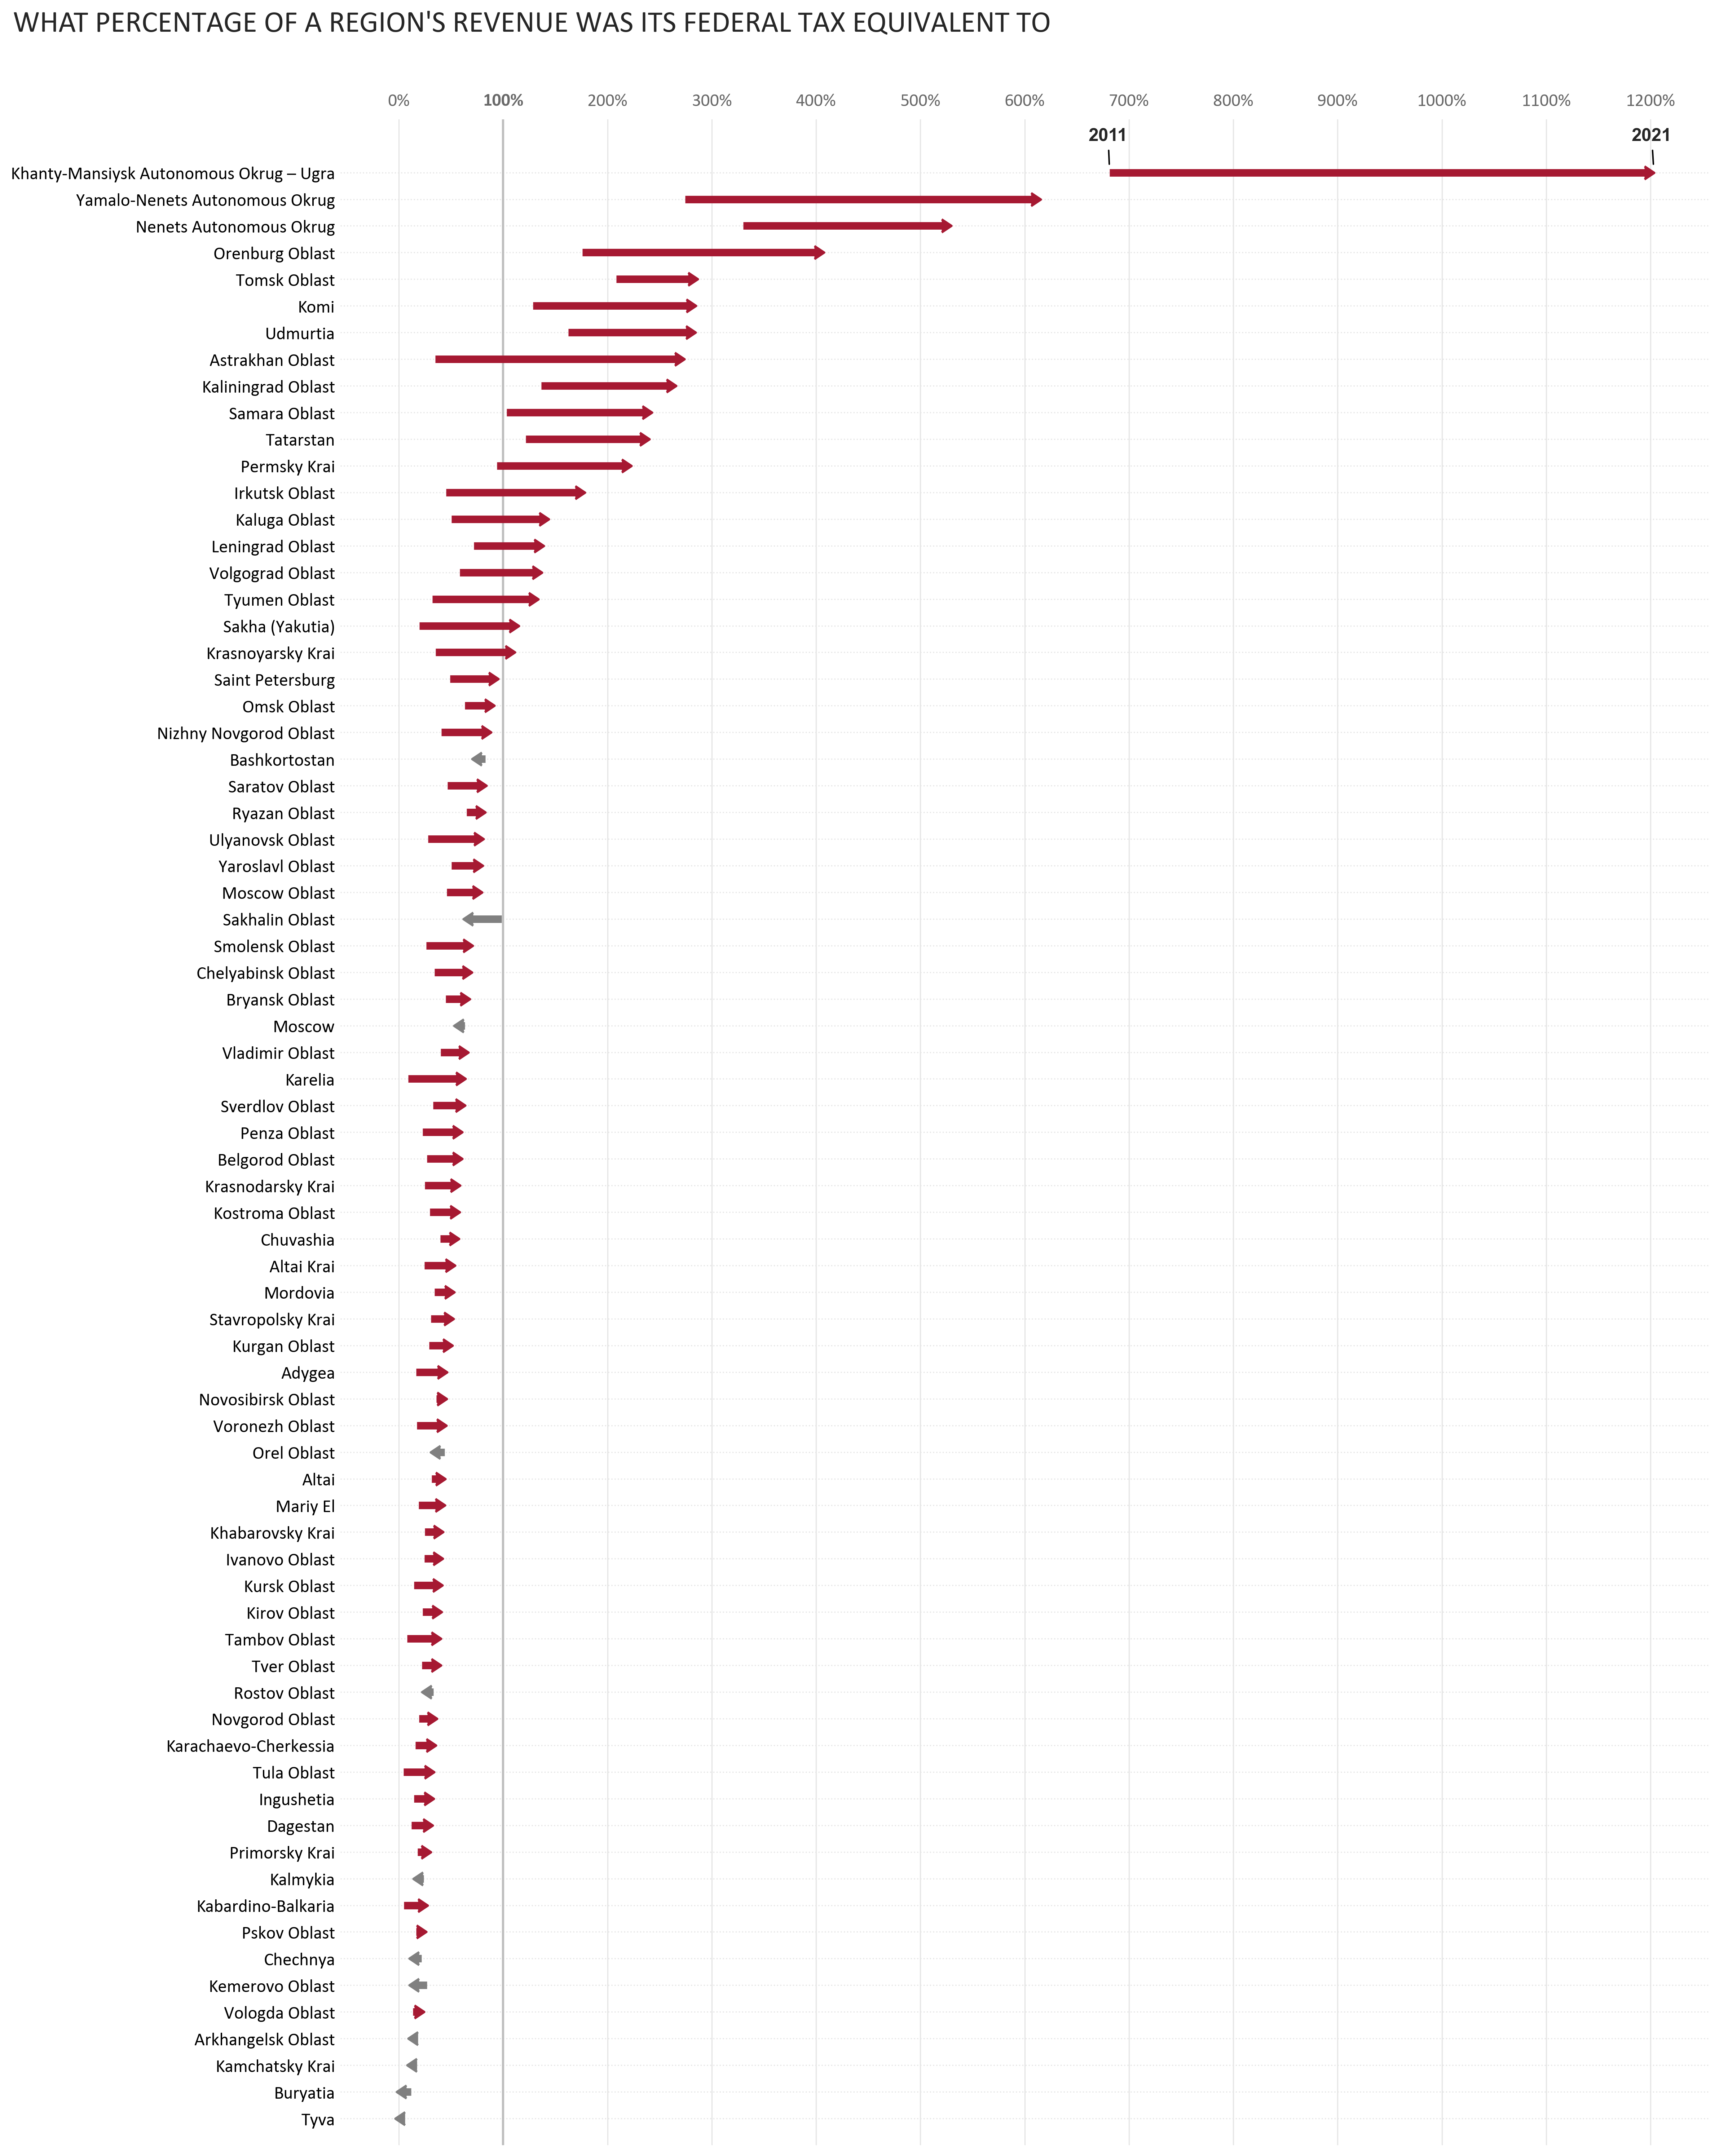 WHAT PERCENTAGE OF A REGION'S REVENUE WAS ITS FEDERAL TAX EQUIVALENT TO
0% 100% 200% 300% 400% 500% 600% 700% 800% 900% 1000% 1100% 1200%
2011 2021
Khanty-Mansiysk Autonomous Okrug – Ugra
Yamalo-Nenets Autonomous Okrug
Nenets Autonomous Okrug
Orenburg Oblast
Tomsk Oblast
Komi
Udmurtia
Astrakhan Oblast
Kaliningrad Oblast
Samara Oblast
Tatarstan
Permsky Krai
Irkutsk Oblast
Kaluga Oblast
Leningrad Oblast
Volgograd Oblast
Tyumen Oblast
Sakha (Yakutia)
Krasnoyarsky Krai
Saint Petersburg
Omsk Oblast
Nizhny Novgorod Oblast
Bashkortostan
Saratov Oblast
Ryazan Oblast
Ulyanovsk Oblast
Yaroslavl Oblast
Moscow Oblast
Sakhalin Oblast
Smolensk Oblast
Chelyabinsk Oblast
Bryansk Oblast
Moscow
Vladimir Oblast
Karelia
Sverdlov Oblast
Penza Oblast
Belgorod Oblast
Krasnodarsky Krai
Kostroma Oblast
Chuvashia
Altai Krai
Mordovia
Stavropolsky Krai
Kurgan Oblast
Adygea
Novosibirsk Oblast
Voronezh Oblast
Orel Oblast
Altai
Mariy El
Khabarovsky Krai
Ivanovo Oblast
Kursk Oblast
Kirov Oblast
Tambov Oblast
Tver Oblast
Rostov Oblast
Novgorod Oblast
Karachaevo-Cherkessia
Tula Oblast
Ingushetia
Dagestan
Primorsky Krai
Kalmykia
Kabardino-Balkaria
Pskov Oblast
Chechnya
Kemerovo Oblast
Vologda Oblast
Arkhangelsk Oblast
Kamchatsky Krai
Buryatia
Tyva